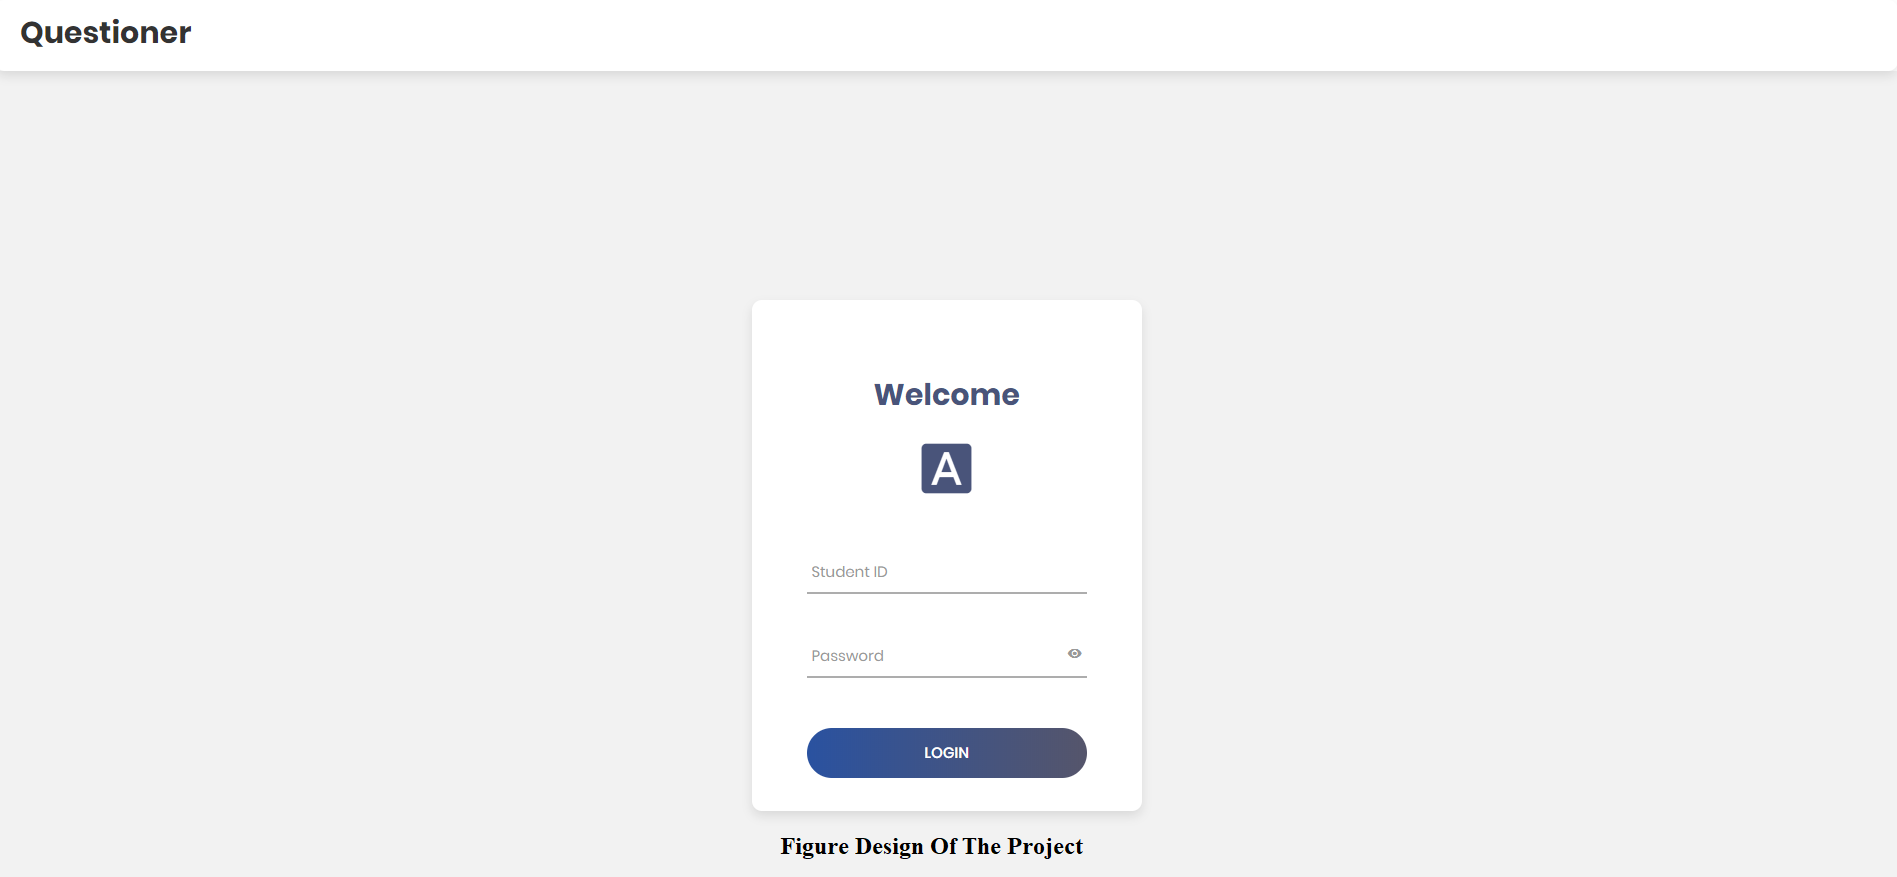 Questioner
Welcome
A
Student ID
Password
LOGIN
Figure Design Of The Project